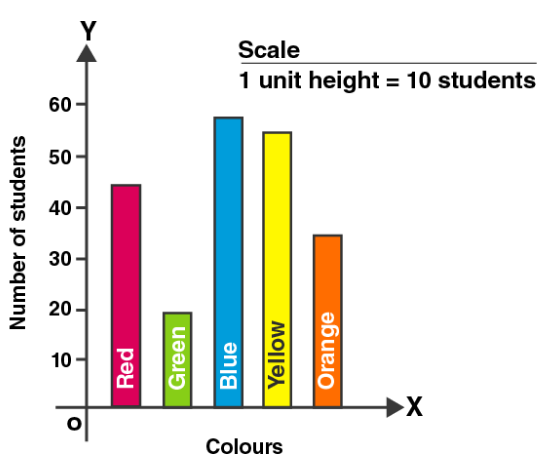 Y
Scale
1 unit height = 10 students
60
50
40
30
20
10
Number of students
Red
Green
Blue
Yellow
Orange
o
X
Colours